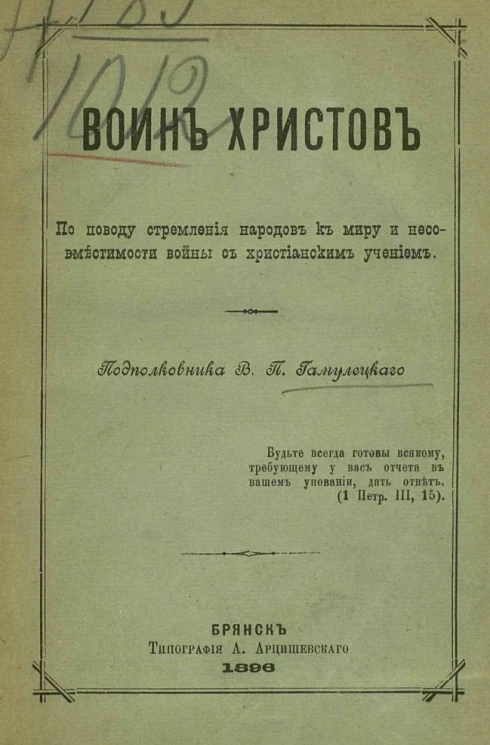 1012
ВОИНЪ ХРИСТОВЪ
По поводу стремленія народовъ къ миру и несо-
вмѣстимости войны съ христіанскимъ ученіемъ.
Подполковника В. П. Гамулецкаго
Будьте всегда готовы всякому,
требующему у васъ отчета въ
вашемъ упованіи, дать отвѣтъ.
(1 Петр. III, 15).
БРЯНСКЪ
Типографія А. Арцишевскаго
1896